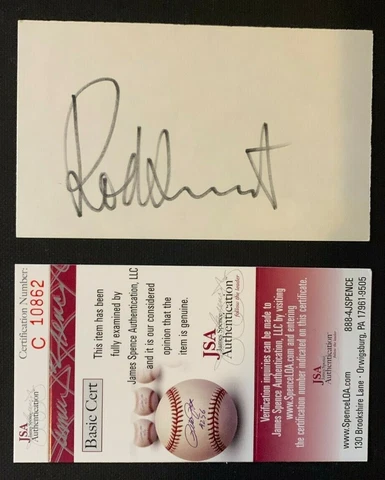 Rod
Certification Number:
C 10862
JSA
Authentication
Basic Cert
This item has been
fully examined by
James Spence Authentication, LLC
and it is our considered
opinion that the
item is genuine.
JSA
James Spence
Authentication
Verification inquiries can be made to
James Spence Authentication, LLC by visiting
www.SpenceLOA.com and entering
the certification number indicated on this certificate.
JSA
www.SpenceLOA.com 888-4JSPENCE
130 Brookshire Lane · Orwigsburg, PA 17961-9505